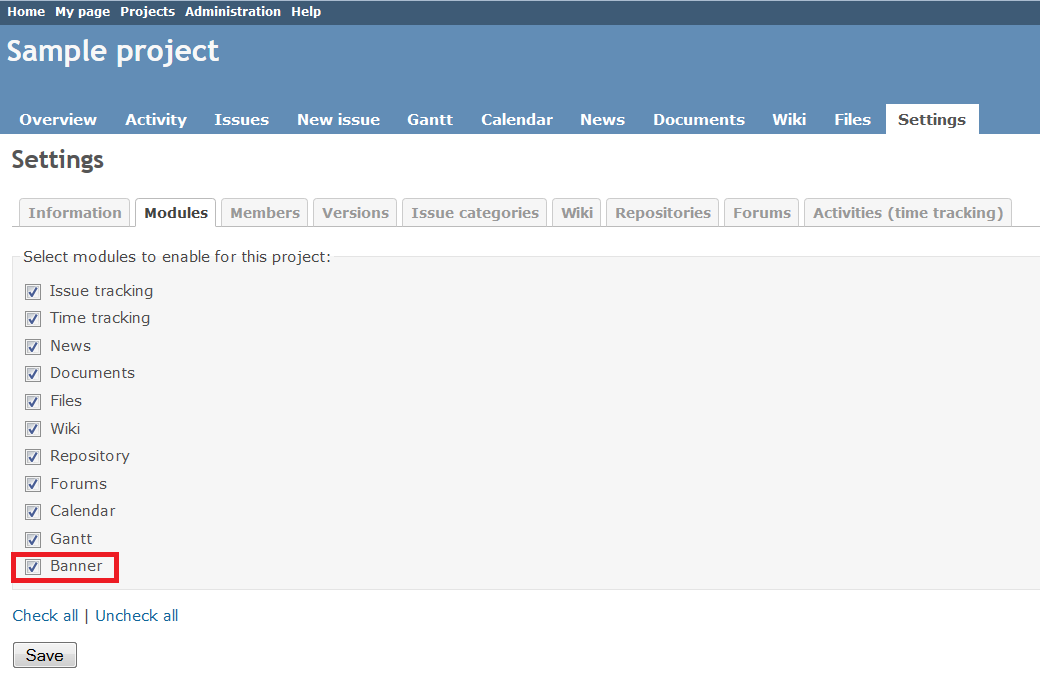 Home My page Projects Administration Help
Sample project
Overview Activity Issues New issue Gantt Calendar News Documents Wiki Files Settings
Settings
Information Modules Members Versions Issue categories Wiki Repositories Forums Activities (time tracking)
Select modules to enable for this project:
Issue tracking
Time tracking
News
Documents
Files
Wiki
Repository
Forums
Calendar
Gantt
Banner
Check all | Uncheck all
Save